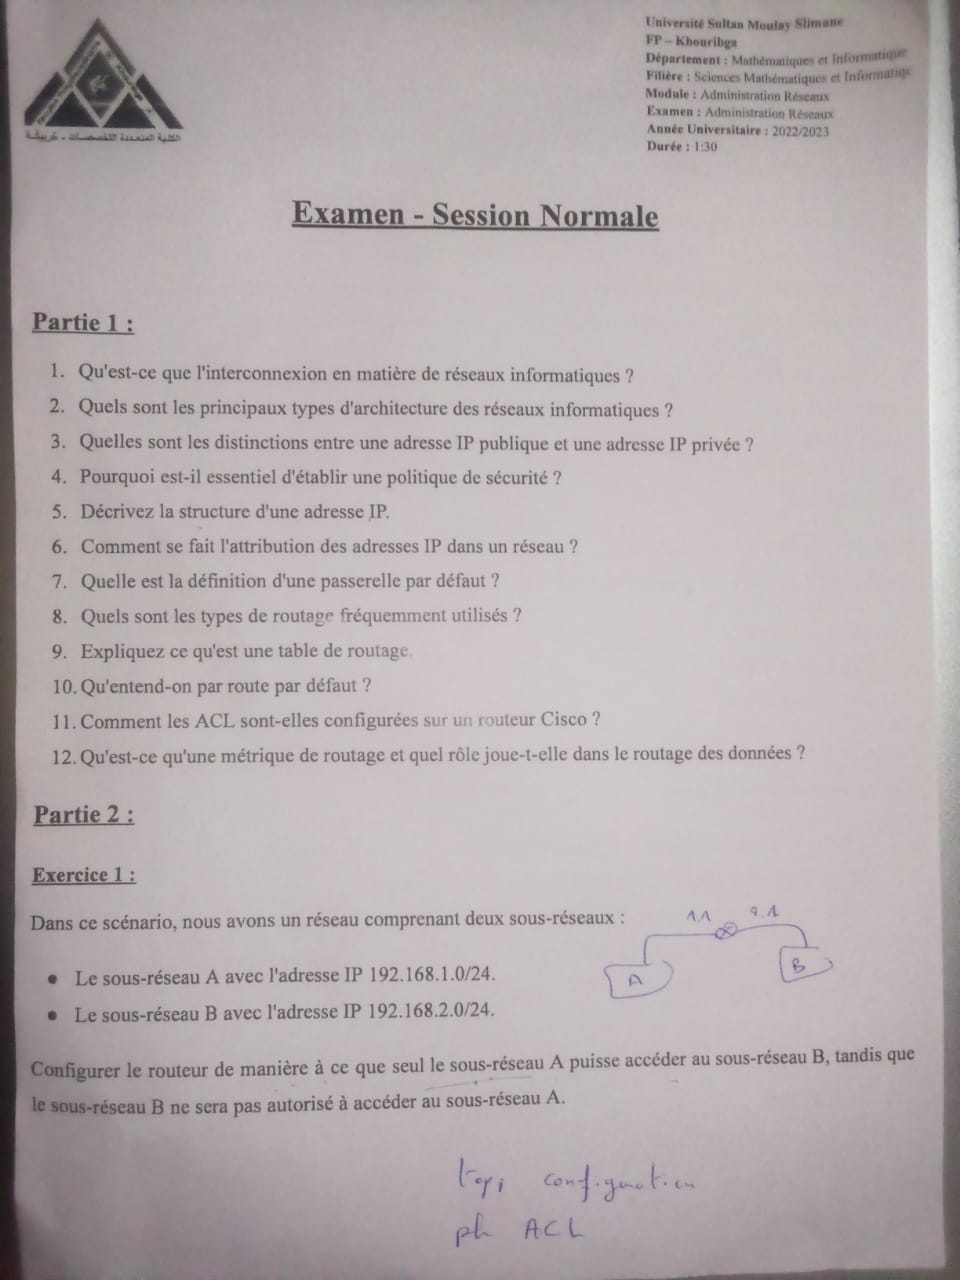 Université Sultan Moulay Slimane
FP – Khouribga
Département : Mathématiques et Informatique
Filière : Sciences Mathématiques et Informatique
Module : Administration Réseaux
Examen : Administration Réseaux
Année Universitaire : 2022/2023
Durée : 1:30
الكلية المتعددة التخصصات - خريبكة
Examen - Session Normale
Partie 1 :
1. Qu'est-ce que l'interconnexion en matière de réseaux informatiques ?
2. Quels sont les principaux types d'architecture des réseaux informatiques ?
3. Quelles sont les distinctions entre une adresse IP publique et une adresse IP privée ?
4. Pourquoi est-il essentiel d'établir une politique de sécurité ?
5. Décrivez la structure d'une adresse IP.
6. Comment se fait l'attribution des adresses IP dans un réseau ?
7. Quelle est la définition d'une passerelle par défaut ?
8. Quels sont les types de routage fréquemment utilisés ?
9. Expliquez ce qu'est une table de routage.
10. Qu'entend-on par route par défaut ?
11. Comment les ACL sont-elles configurées sur un routeur Cisco ?
12. Qu'est-ce qu'une métrique de routage et quel rôle joue-t-elle dans le routage des données ?
Partie 2 :
Exercice 1 :
Dans ce scénario, nous avons un réseau comprenant deux sous-réseaux :
1.1
A
B
• Le sous-réseau A avec l'adresse IP 192.168.1.0/24.
• Le sous-réseau B avec l'adresse IP 192.168.2.0/24.
Configurer le routeur de manière à ce que seul le sous-réseau A puisse accéder au sous-réseau B, tandis que
le sous-réseau B ne sera pas autorisé à accéder au sous-réseau A.
configuration
ACL